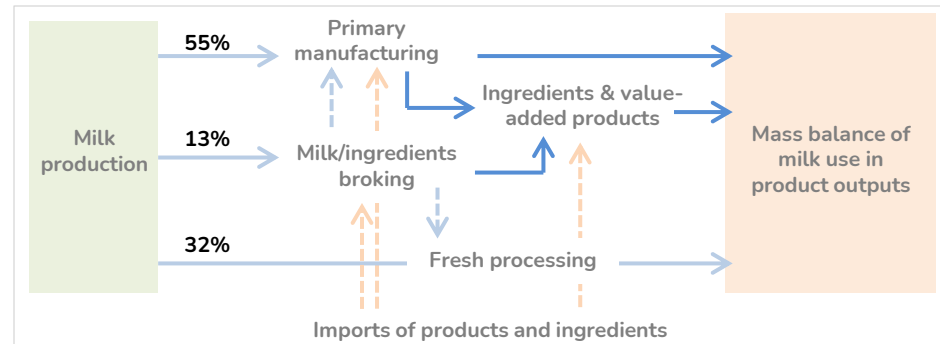 55%
Primary
manufacturing
Ingredients & value-
added products
Milk
production
13%
Milk/ingredients
broking
Mass balance of
milk use in
product outputs
32%
Fresh processing
Imports of products and ingredients